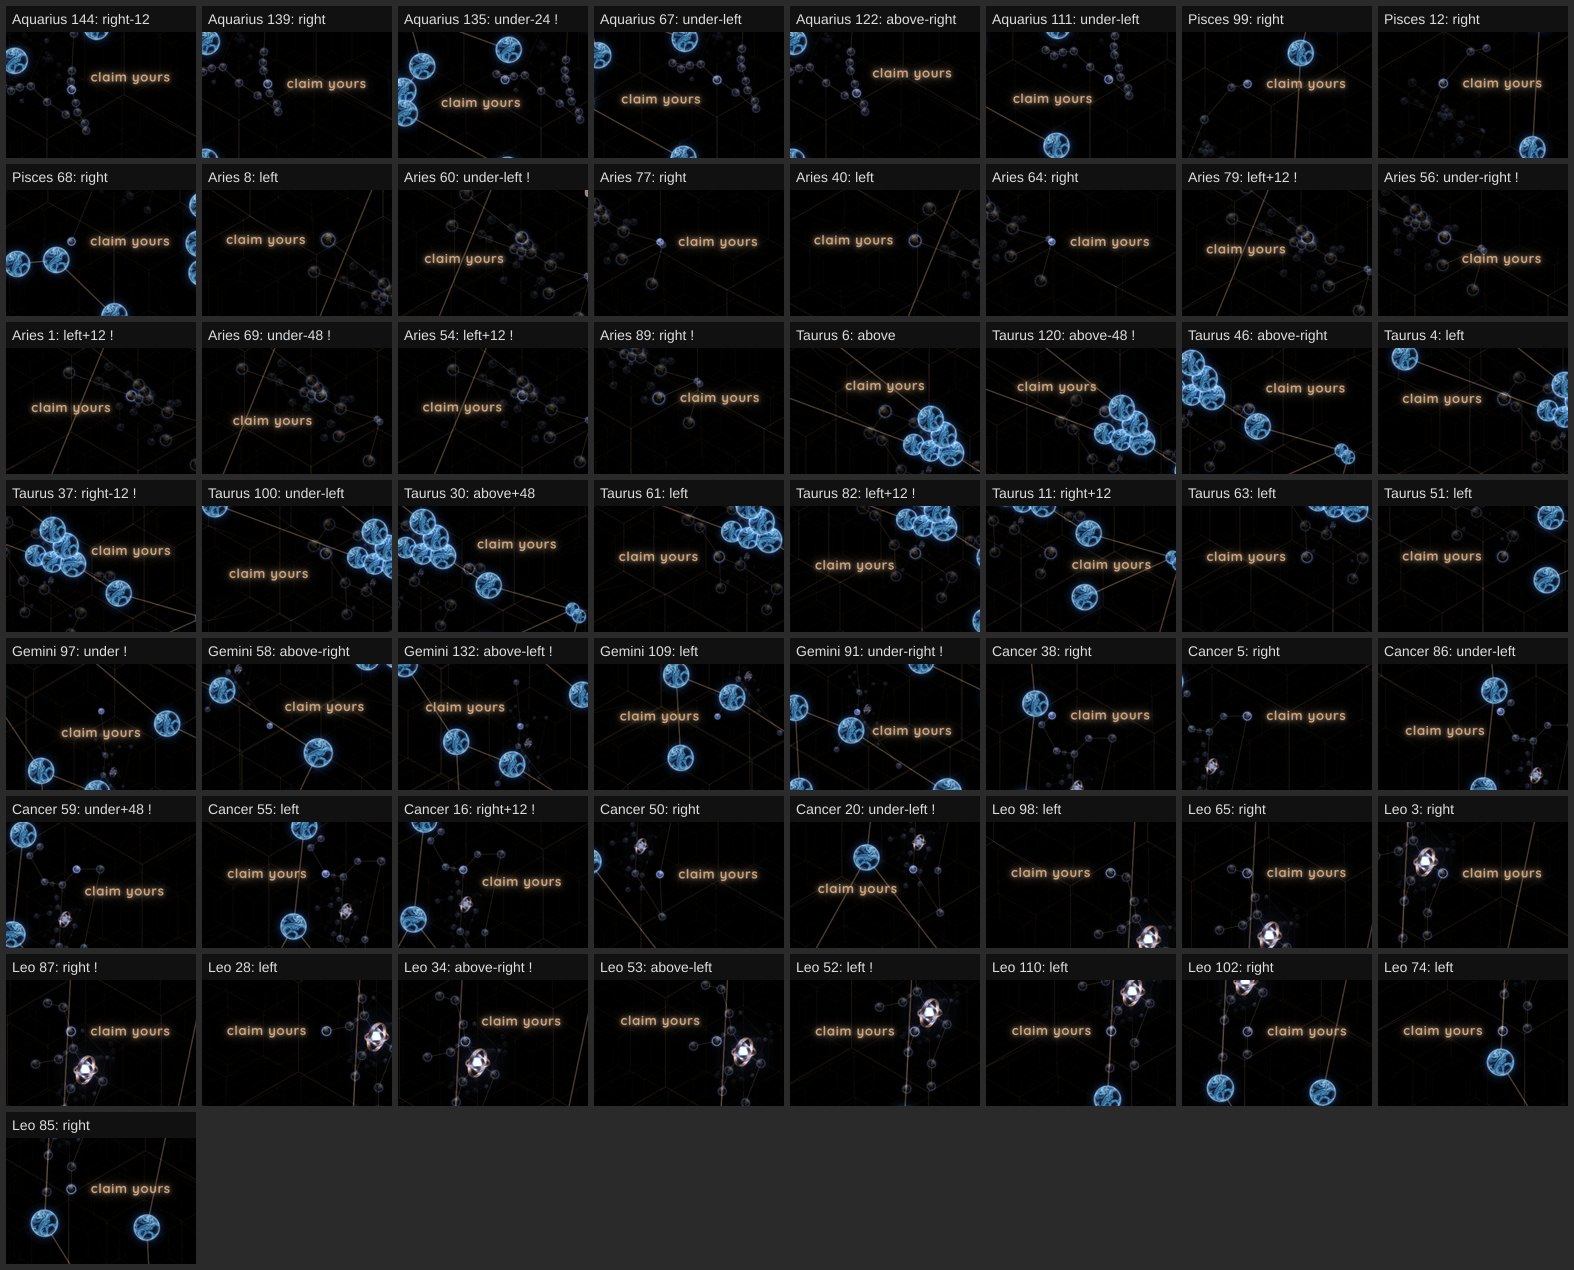 Aquarius 144: right-12
claim yours
Aquarius 139: right
claim yours
Aquarius 135: under-24 !
claim yours
Aquarius 67: under-left
claim yours
Aquarius 122: above-right
claim yours
Aquarius 111: under-left
claim yours
Pisces 99: right
claim yours
Pisces 12: right
claim yours
Pisces 68: right
claim yours
Aries 8: left
claim yours
Aries 60: under-left !
claim yours
Aries 77: right
claim yours
Aries 40: left
claim yours
Aries 64: right
claim yours
Aries 79: left+12 !
claim yours
Aries 56: under-right !
claim yours
Aries 1: left+12 !
claim yours
Aries 69: under-48 !
claim yours
Aries 54: left+12 !
claim yours
Aries 89: right !
claim yours
Taurus 6: above
claim yours
Taurus 120: above-48 !
claim yours
Taurus 46: above-right
claim yours
Taurus 4: left
claim yours
Taurus 37: right-12 !
claim yours
Taurus 100: under-left
claim yours
Taurus 30: above+48
claim yours
Taurus 61: left
claim yours
Taurus 82: left+12 !
claim yours
Taurus 11: right+12
claim yours
Taurus 63: left
claim yours
Taurus 51: left
claim yours
Gemini 97: under !
claim yours
Gemini 58: above-right
claim yours
Gemini 132: above-left !
claim yours
Gemini 109: left
claim yours
Gemini 91: under-right !
claim yours
Cancer 38: right
claim yours
Cancer 5: right
claim yours
Cancer 86: under-left
claim yours
Cancer 59: under+48 !
claim yours
Cancer 55: left
claim yours
Cancer 16: right+12 !
claim yours
Cancer 50: right
claim yours
Cancer 20: under-left !
claim yours
Leo 98: left
claim yours
Leo 65: right
claim yours
Leo 3: right
claim yours
Leo 87: right !
claim yours
Leo 28: left
claim yours
Leo 34: above-right !
claim yours
Leo 53: above-left
claim yours
Leo 52: left !
claim yours
Leo 110: left
claim yours
Leo 102: right
claim yours
Leo 74: left
claim yours
Leo 85: right
claim yours